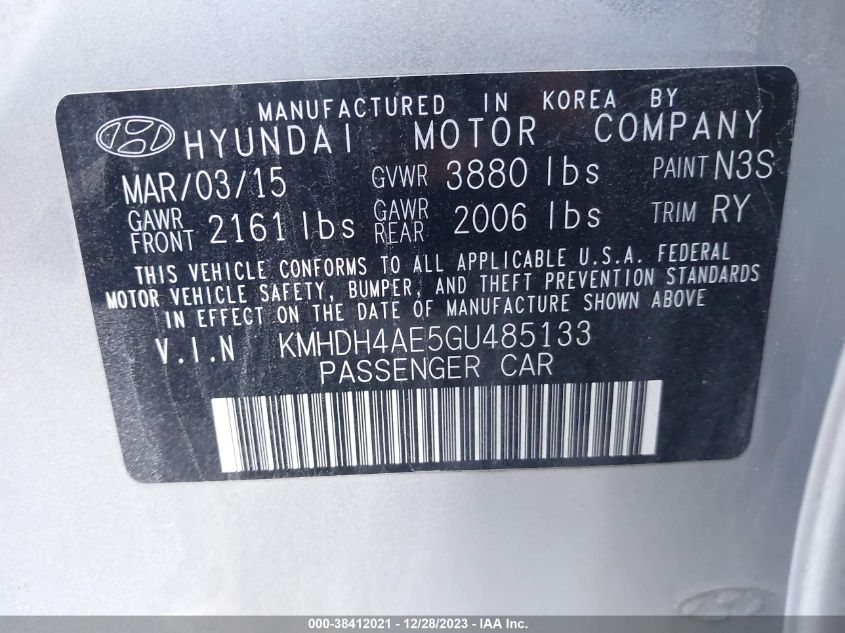 MANUFACTURED IN KOREA BY
HYUNDAI MOTOR COMPANY
MAR/03/15 GVWR 3880 lbs PAINT N3S
GAWR FRONT 2161 lbs GAWR REAR 2006 lbs TRIM RY
THIS VEHICLE CONFORMS TO ALL APPLICABLE U.S.A. FEDERAL
MOTOR VEHICLE SAFETY, BUMPER, AND THEFT PREVENTION STANDARDS
IN EFFECT ON THE DATE OF MANUFACTURE SHOWN ABOVE
V.I.N KMHDH4AE5GU485133
PASSENGER CAR
000-38412021 - 12/28/2023 - IAA Inc.